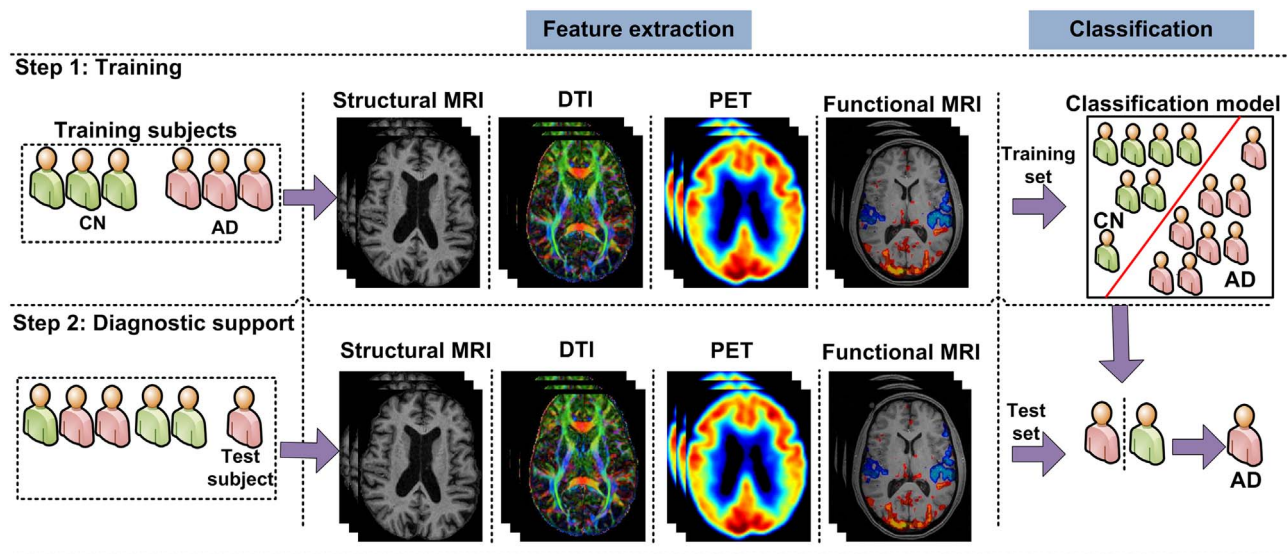 Feature extraction
Classification
Step 1: Training
Structural MRI
DTI
PET
Functional MRI
Classification model
Training subjects
CN
AD
Training
set
CN
AD
Step 2: Diagnostic support
Structural MRI
DTI
PET
Functional MRI
Test
subject
Test
set
AD